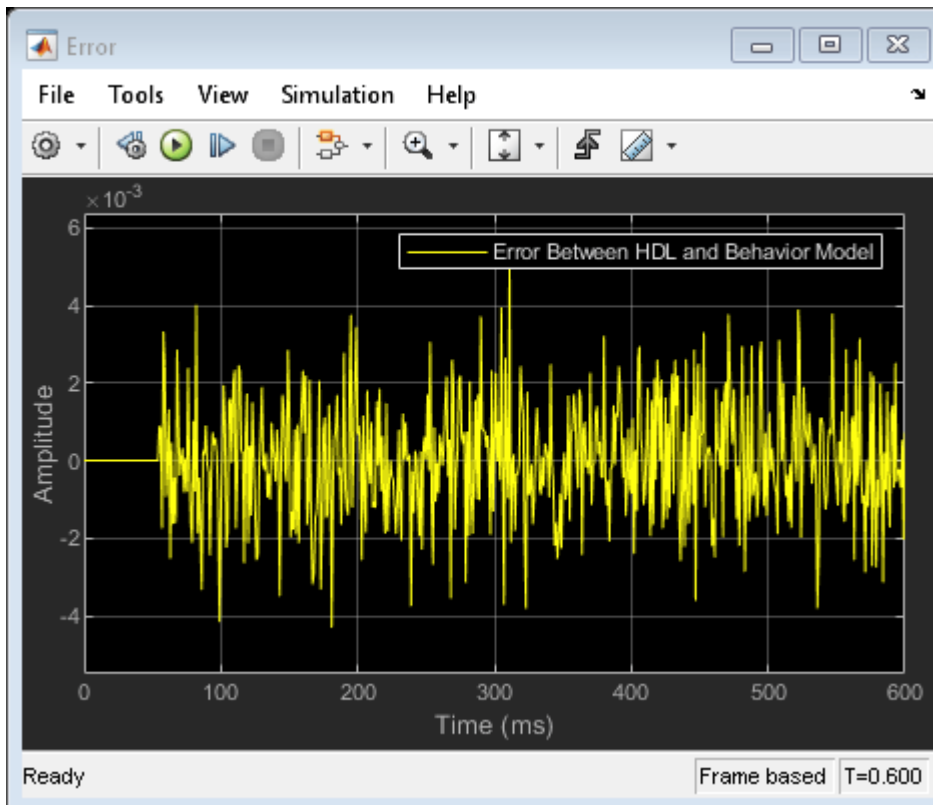 Error
File Tools View Simulation Help
×10-3
6
Error Between HDL and Behavior Model
4
2
0
-2
-4
Amplitude
0 100 200 300 400 500 600
Time (ms)
Ready Frame based T=0.600